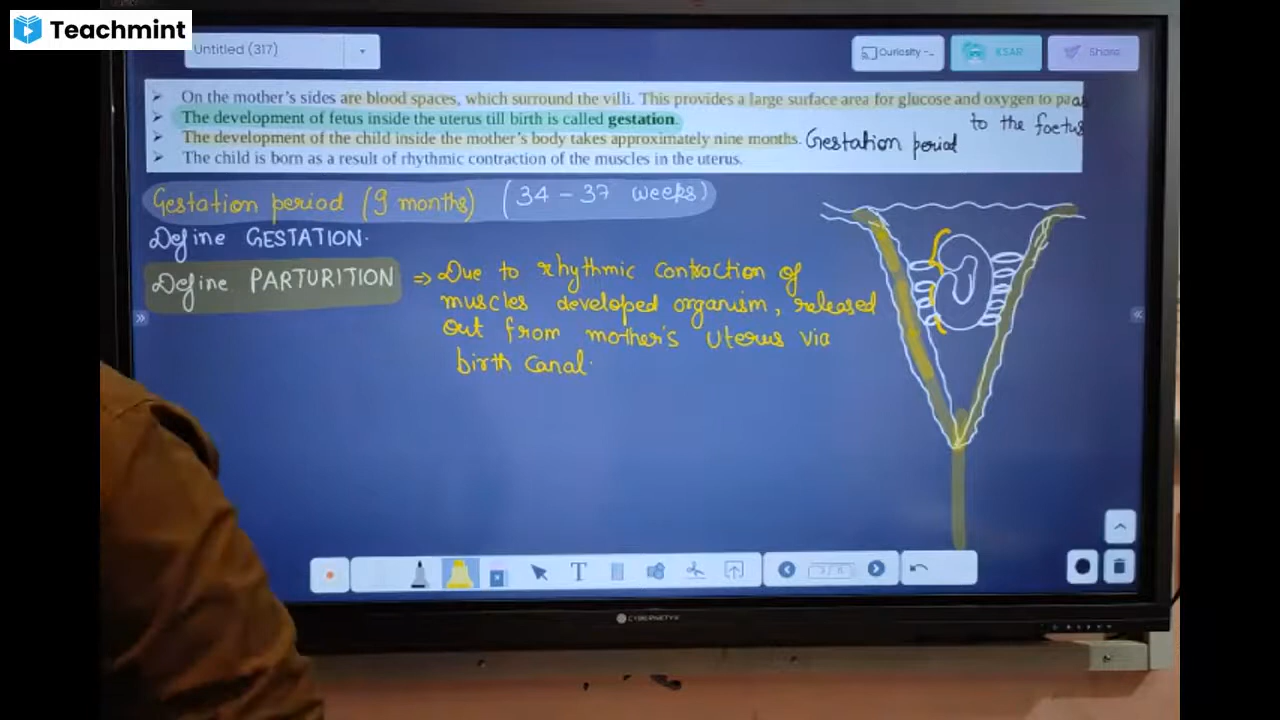 Teachmint
Untitled (317)
Share
On the mother's sides are blood spaces, which surround the villi. This provides a large surface area for glucose and oxygen to
to the foetus
The development of fetus inside the uterus till birth is called gestation.
The development of the child inside the mother's body takes approximately nine months. Gestation period
The child is born as a result of rhythmic contraction of the muscles in the uterus.
Gestation period (9 months) (34 - 37 weeks)
Define GESTATION.
Define PARTURITION ⇒ Due to rhythmic contraction of
muscles developed organism, released
out from mother's uterus via
birth canal.
T
CYBERNETYX